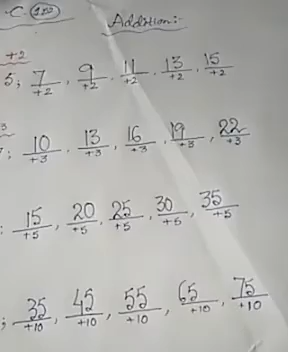 C. 100
Addition:-
+2
5; 7, 9, 11, 13, 15
+2 +2 +2 +2 +2
3
; 10, 13, 16, 19, 22
+3 +3 +3 +3 +3
: 15, 20, 25, 30, 35
+5 +5 +5 +5 +5
; 35, 45, 55, 65, 75
+10 +10 +10 +10 +10